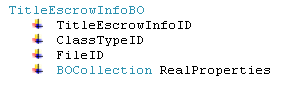 TitleEscrowInfoBO
TitleEscrowInfoID
ClassTypeID
FileID
BOCollection RealProperties